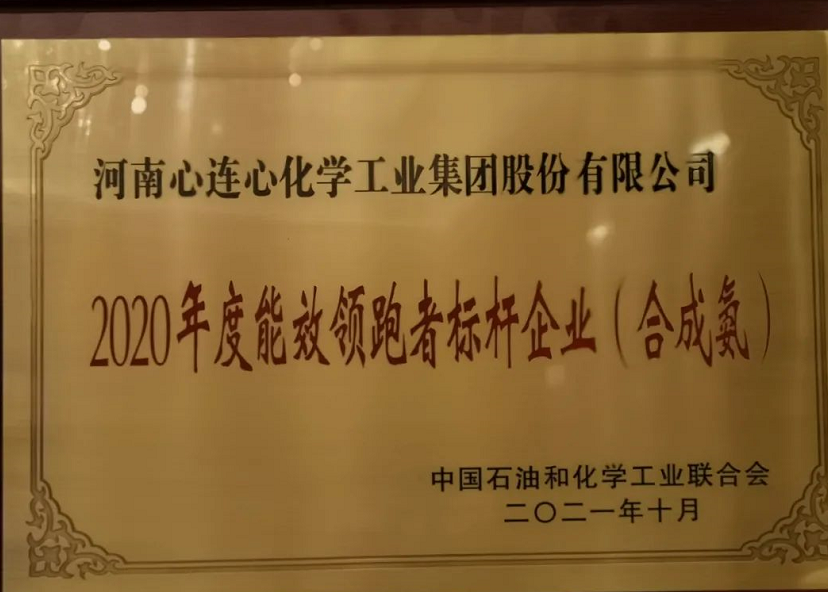 河南心连心化学工业集团股份有限公司
2020年度能效领跑者标杆企业（合成氨）
中国石油和化学工业联合会
二〇二一年十月